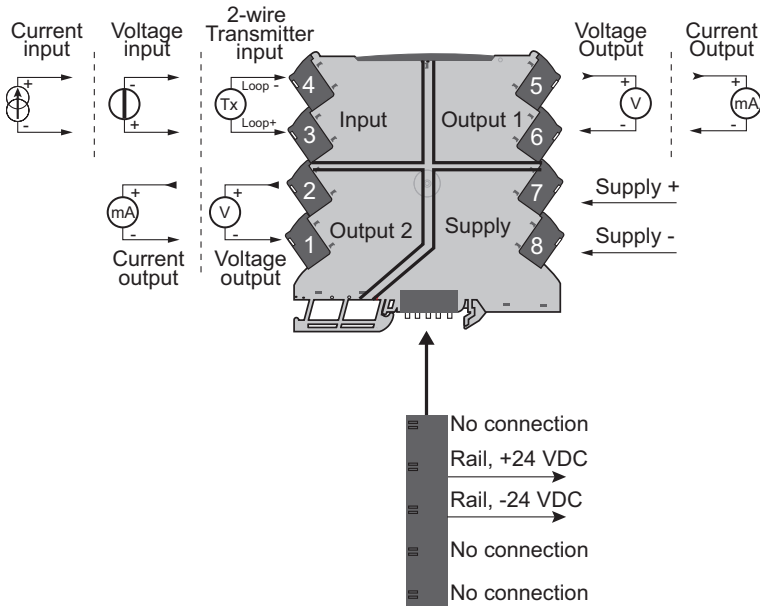 Current
input
Voltage
input
2-wire
Transmitter
input
Voltage
Output
Current
Output
+
-
-
+
Tx
Loop -
Loop+
4
3
Input
Output 1
5
6
+
V
-
+
mA
-
+
mA
-
Current
output
+
V
-
Voltage
output
2
1
Output 2
Supply
7
8
Supply +
Supply -
No connection
Rail, +24 VDC
Rail, -24 VDC
No connection
No connection